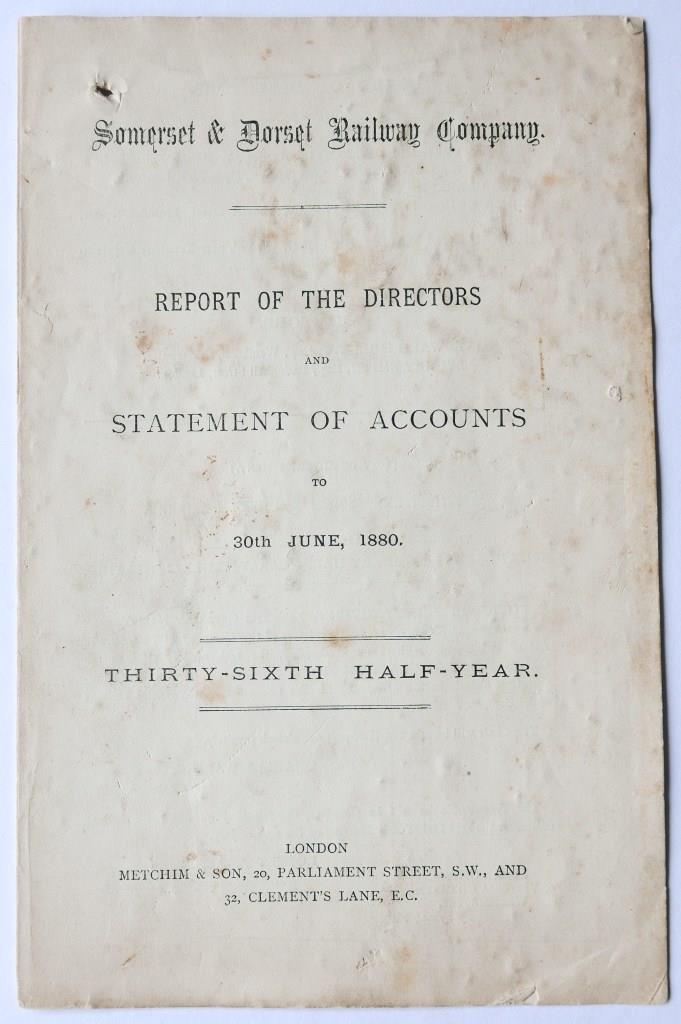 Somerset & Dorset Railway Company.
REPORT OF THE DIRECTORS
AND
STATEMENT OF ACCOUNTS
TO
30th JUNE, 1880.
THIRTY-SIXTH HALF-YEAR.
LONDON
METCHIM & SON, 20, PARLIAMENT STREET, S.W., AND
32, CLEMENT'S LANE, E.C.